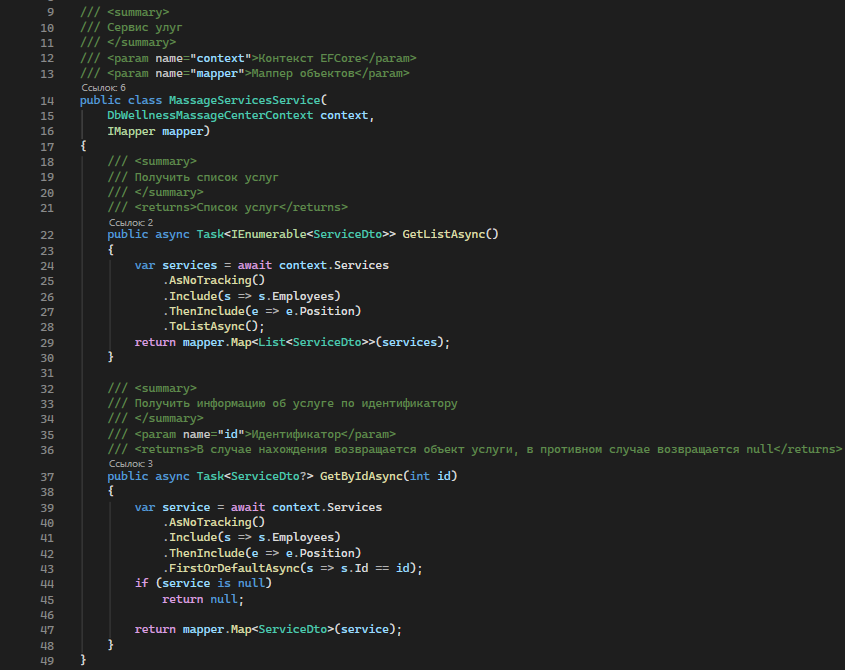 9 /// <summary>
10 /// Сервис улуг
11 /// </summary>
12 /// <param name="context">Контекст EFCore</param>
13 /// <param name="mapper">Маппер объектов</param>
Ссылок: 6
14 public class MassageServicesService(
15 DbWellnessMassageCenterContext context,
16 IMapper mapper)
17 {
18 /// <summary>
19 /// Получить список услуг
20 /// </summary>
21 /// <returns>Список услуг</returns>
Ссылок: 2
22 public async Task<IEnumerable<ServiceDto>> GetListAsync()
23 {
24 var services = await context.Services
25 .AsNoTracking()
26 .Include(s => s.Employees)
27 .ThenInclude(e => e.Position)
28 .ToListAsync();
29 return mapper.Map<List<ServiceDto>>(services);
30 }
31
32 /// <summary>
33 /// Получить информацию об услуге по идентификатору
34 /// </summary>
35 /// <param name="id">Идентификатор</param>
36 /// <returns>В случае нахождения возвращается объект услуги, в противном случае возвращается null</returns>
Ссылок: 3
37 public async Task<ServiceDto?> GetByIdAsync(int id)
38 {
39 var service = await context.Services
40 .AsNoTracking()
41 .Include(s => s.Employees)
42 .ThenInclude(e => e.Position)
43 .FirstOrDefaultAsync(s => s.Id == id);
44 if (service is null)
45 return null;
46
47 return mapper.Map<ServiceDto>(service);
48 }
49 }